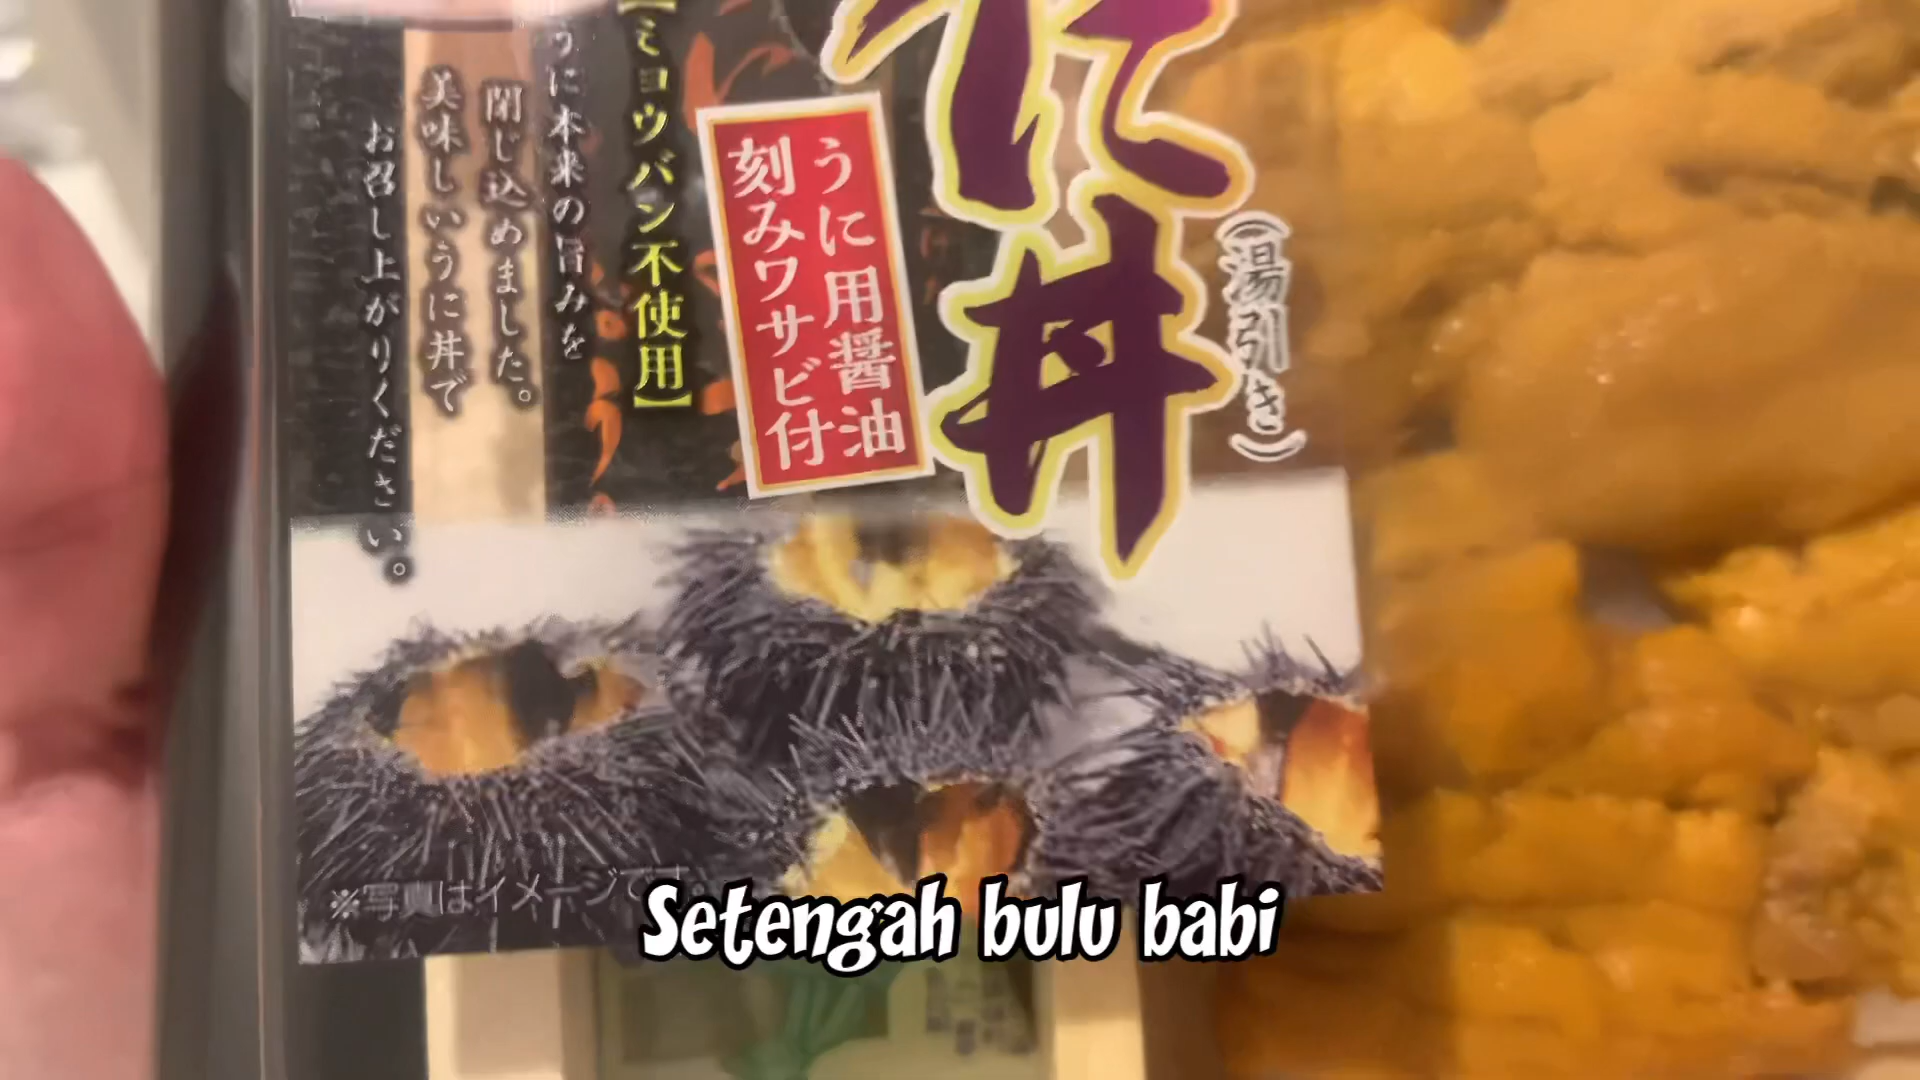 に丼
(湯引き)
うに用醤油
刻みワサビ付
【ミョウバン不使用】
うに本来の旨みを
閉じ込めました。
美味しいうに丼で
お召し上がりください。
※写真はイメージです。
Setengah bulu babi